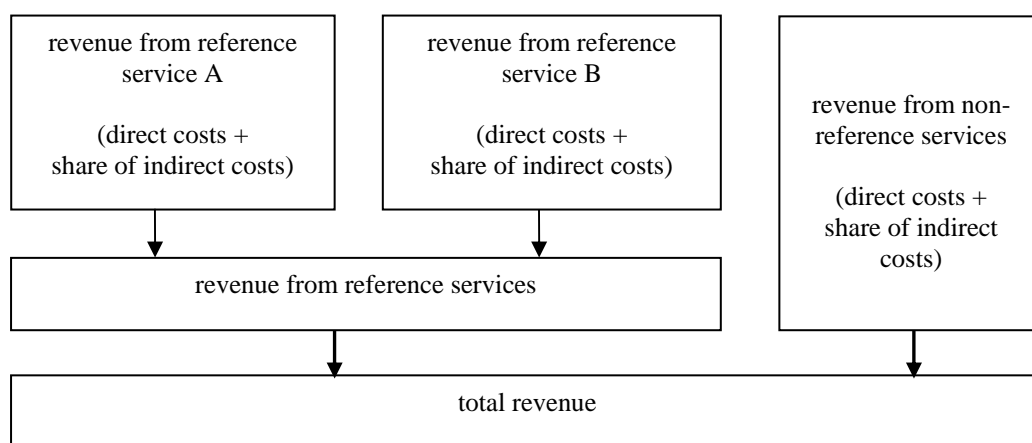 revenue from reference
service A
(direct costs +
share of indirect costs)
revenue from reference
service B
(direct costs +
share of indirect costs)
revenue from non-
reference services
(direct costs +
share of indirect
costs)
revenue from reference services
total revenue